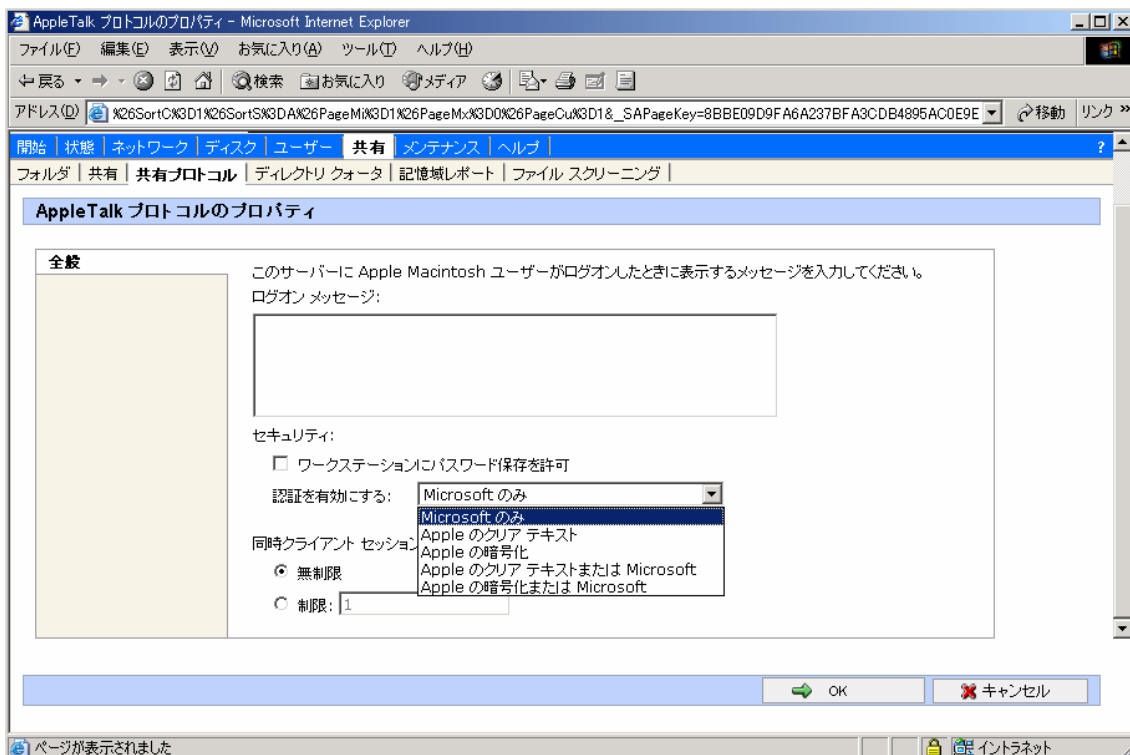 AppleTalk プロトコルのプロパティ - Microsoft Internet Explorer
ファイル(F) 編集(E) 表示(V) お気に入り(A) ツール(T) ヘルプ(H)
戻る 検索 お気に入り メディア
アドレス(D) %26SortC%3D1%26SortS%3DA%26PageMi%3D1%26PageMx%3D0%26PageCu%3D1&_SAPageKey=8BBE09D9FA6A237BFA3CDB4895AC0E9E 移動 リンク »
開始 | 状態 | ネットワーク | ディスク | ユーザー | 共有 | メンテナンス | ヘルプ | ?
フォルダ | 共有 | 共有プロトコル | ディレクトリ クォータ | 記憶域レポート | ファイル スクリーニング |
AppleTalk プロトコルのプロパティ
全般
このサーバーに Apple Macintosh ユーザーがログオンしたときに表示するメッセージを入力してください。
ログオン メッセージ:
セキュリティ:
ワークステーションにパスワード保存を許可
認証を有効にする: Microsoft のみ
Microsoft のみ
Apple のクリア テキスト
同時クライアント セッション
Apple の暗号化
Apple のクリア テキストまたは Microsoft
無制限
Apple の暗号化または Microsoft
制限: 1
OK キャンセル
ページが表示されました イントラネット